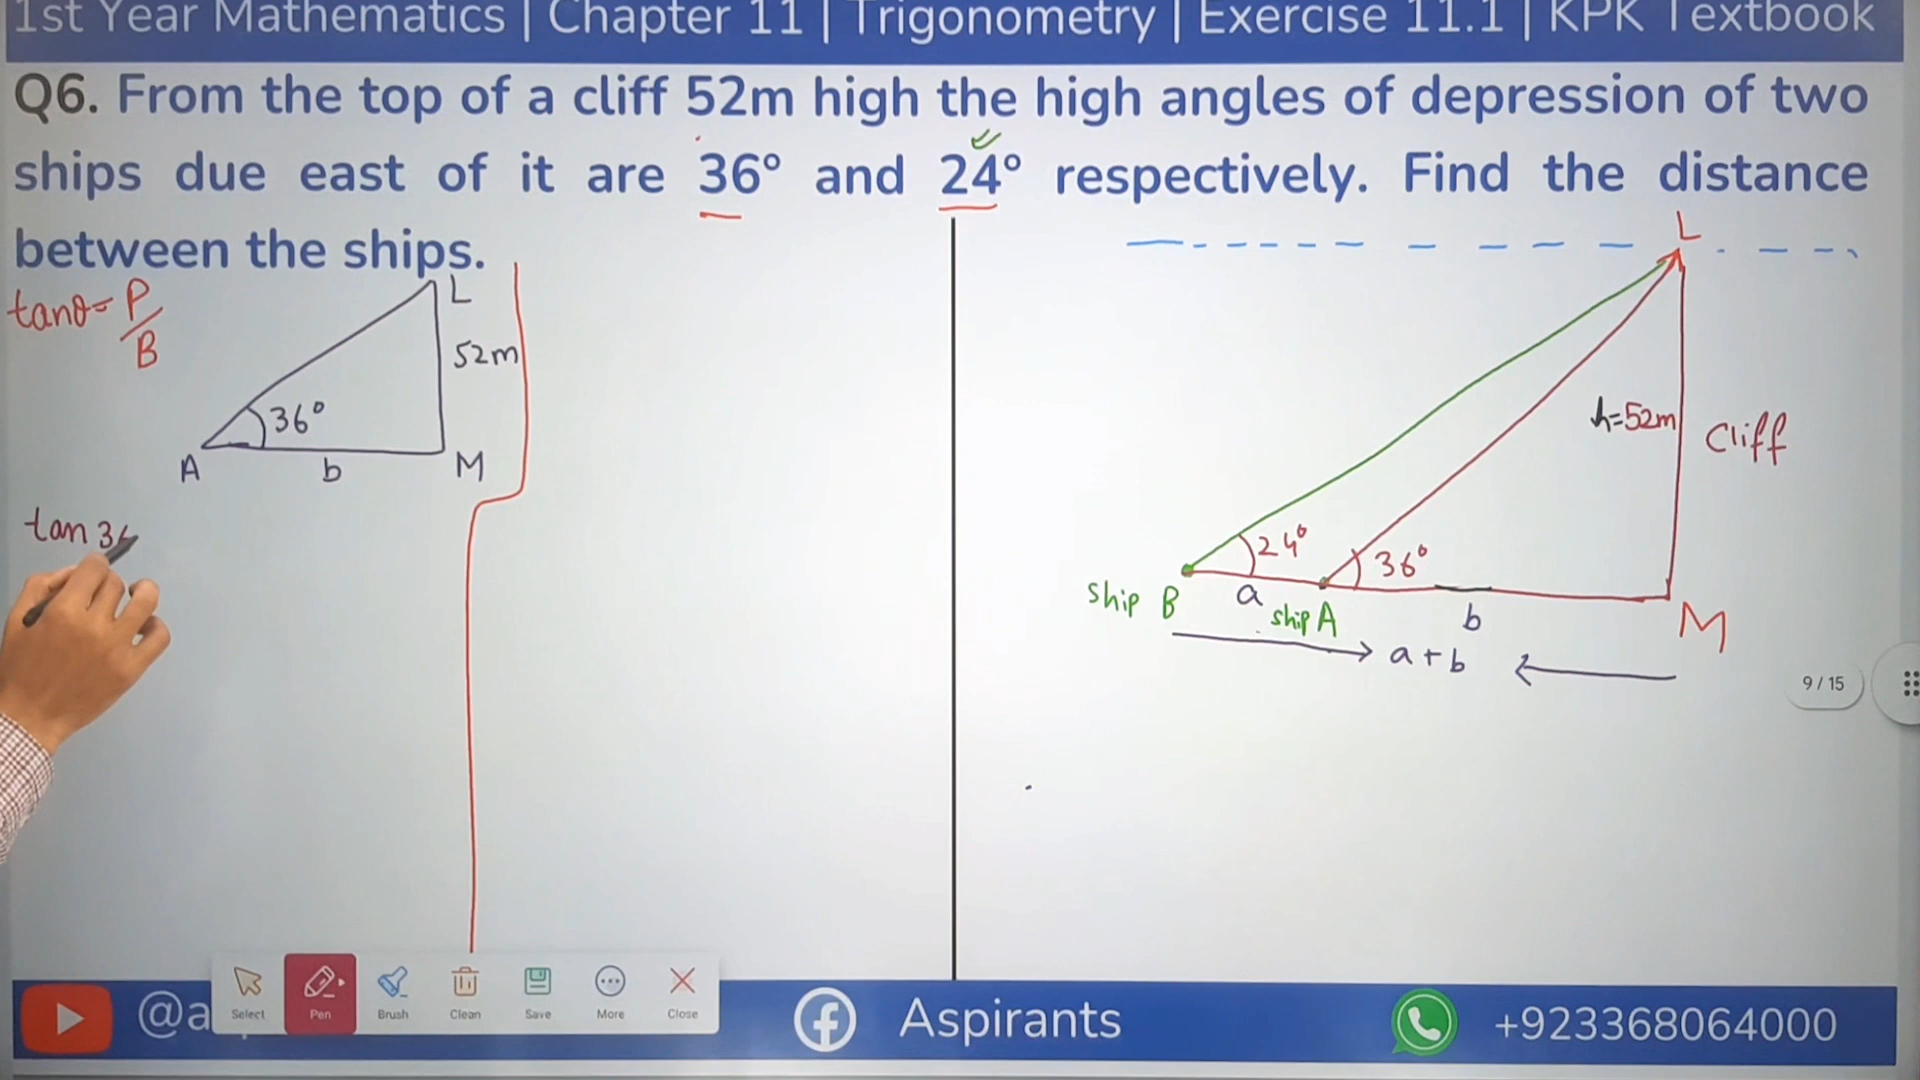 1st Year Mathematics | Chapter 11 | Trigonometry | Exercise 11.1 | KPK Textbook
Q6. From the top of a cliff 52m high the high angles of depression of two
ships due east of it are 36° and 24° respectively. Find the distance
between the ships.
tanθ= P/B
L
52m
36°
A
b
M
tan 36
L
h=52m
Cliff
24°
36°
Ship B
a
ship A
b
M
a+b
9 / 15
Select
Pen
Brush
Clean
Save
More
Close
@a
Aspirants
+923368064000